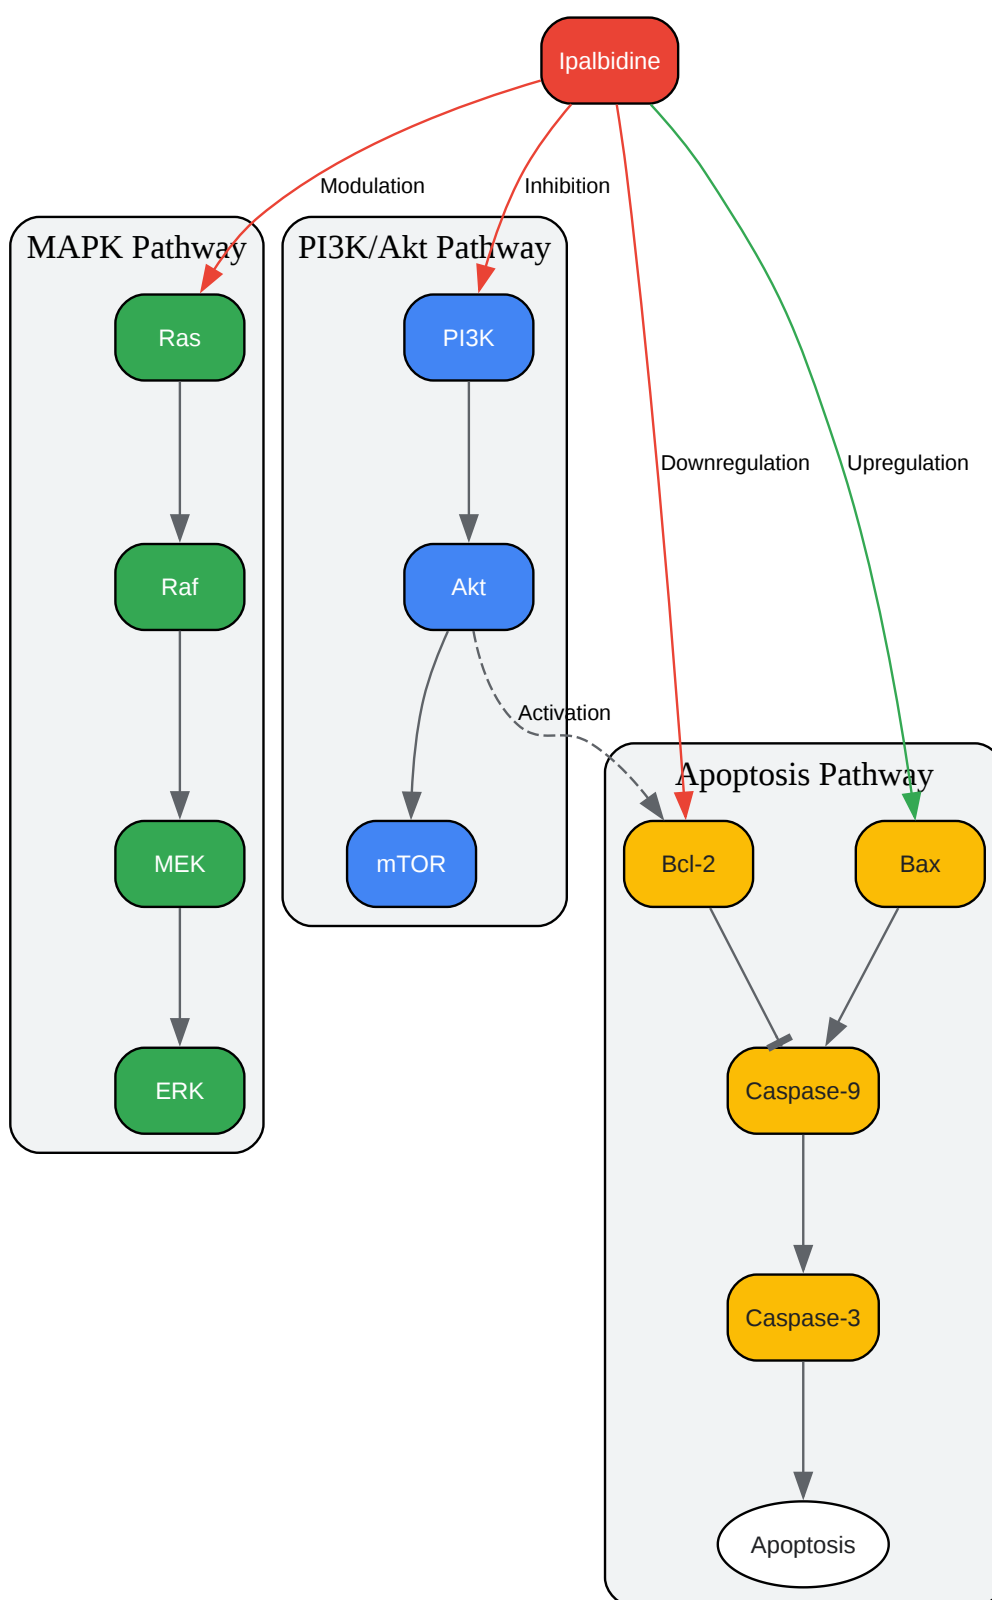 Ipalbidine
Modulation
Inhibition
MAPK Pathway
PI3K/Akt Pathway
Ras
PI3K
Downregulation
Upregulation
Raf
Akt
Activation
Apoptosis Pathway
MEK
mTOR
Bcl-2
Bax
ERK
Caspase-9
Caspase-3
Apoptosis